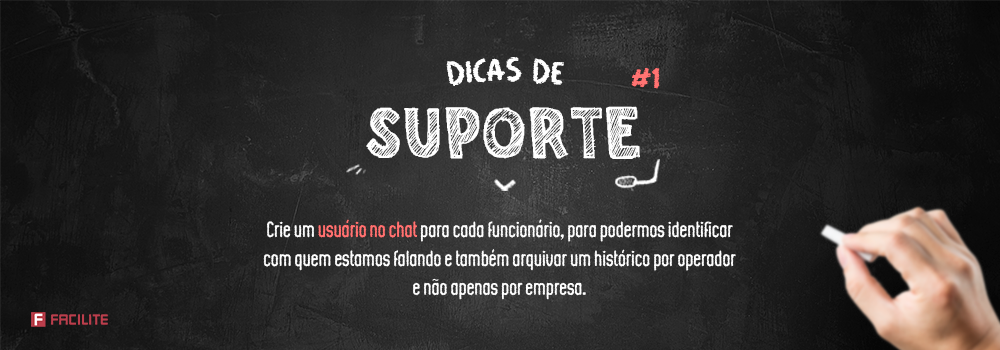 DICAS DE
#1
SUPORTE
Crie um usuário no chat para cada funcionário, para podermos identificar
com quem estamos falando e também arquivar um histórico por operador
e não apenas por empresa.
F FACILITE